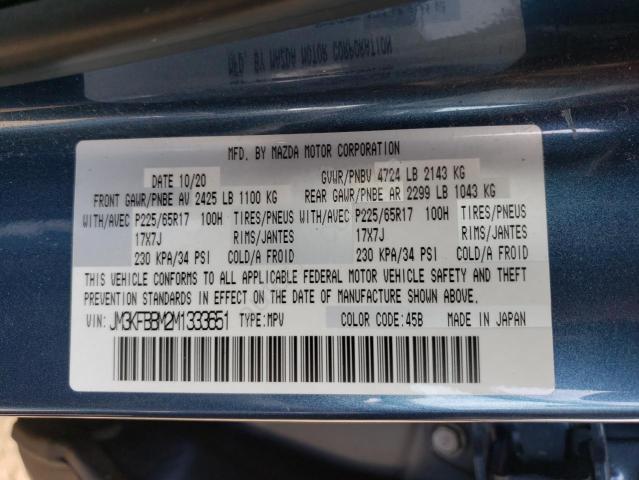 MFD. BY MAZDA MOTOR CORPORATION
MFD. BY MAZDA MOTOR CORPORATION
DATE 10/20 GVWR/PNBV 4724 LB 2143 KG
FRONT GAWR/PNBE AV 2425 LB 1100 KG REAR GAWR/PNBE AR 2299 LB 1043 KG
WITH/AVEC P225/65R17 100H TIRES/PNEUS WITH/AVEC P225/65R17 100H TIRES/PNEUS
17X7J RIMS/JANTES 17X7J RIMS/JANTES
230 KPA/34 PSI COLD/A FROID 230 KPA/34 PSI COLD/A FROID
THIS VEHICLE CONFORMS TO ALL APPLICABLE FEDERAL MOTOR VEHICLE SAFETY AND THEFT
PREVENTION STANDARDS IN EFFECT ON THE DATE OF MANUFACTURE SHOWN ABOVE.
VIN: JM3KFBBM2M1333651 TYPE:MPV COLOR CODE:45B MADE IN JAPAN